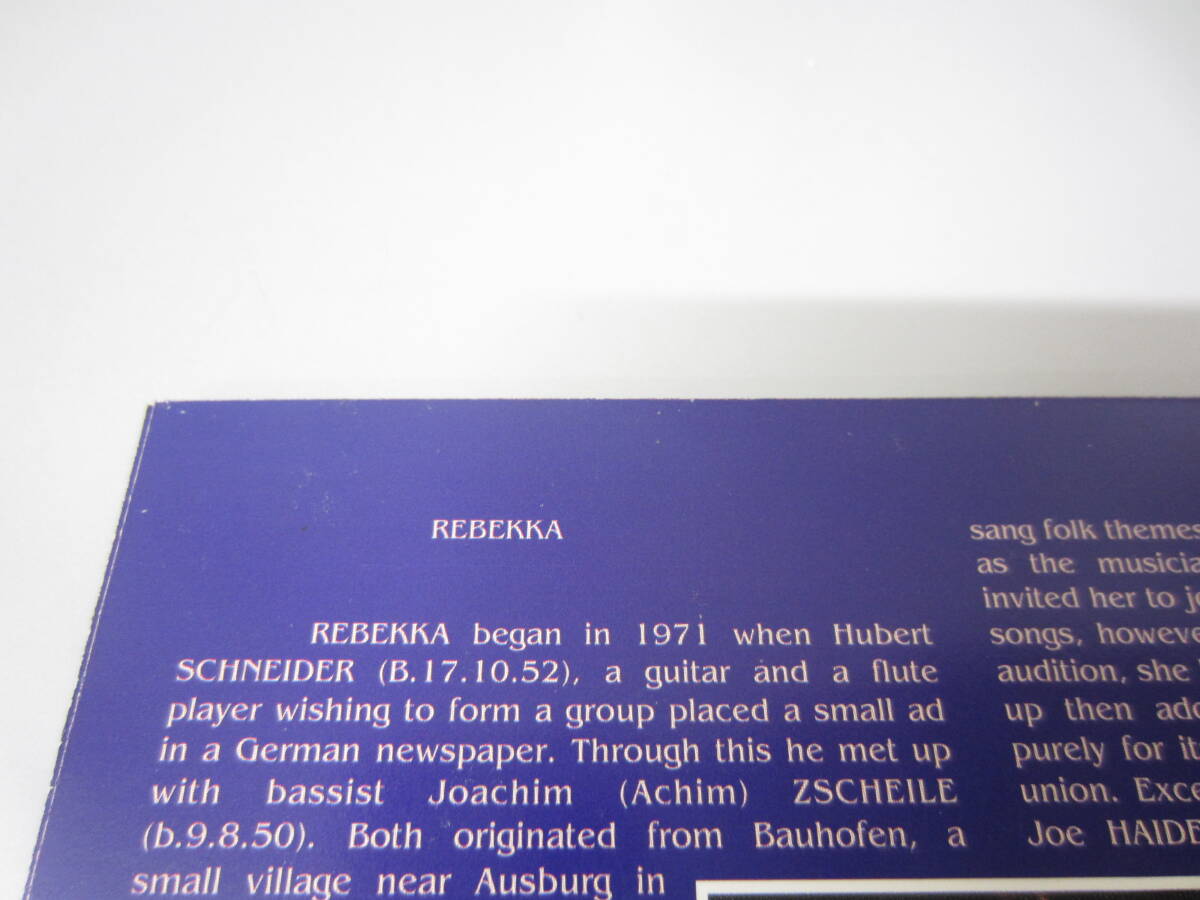 REBEKKA
REBEKKA began in 1971 when Hubert
SCHNEIDER (B.17.10.52), a guitar and a flute
player wishing to form a group placed a small ad
in a German newspaper. Through this he met up
with bassist Joachim (Achim) ZSCHEILE
(b.9.8.50). Both originated from Bauhofen, a
small village near Ausburg in
sang folk themes
as the
invited her to
songs,
audition, she
up then
purely for
union.
Joe